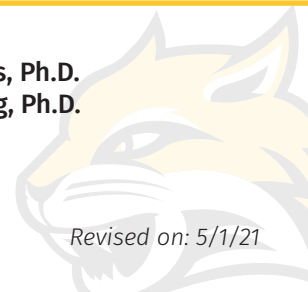 s, Ph.D.
g, Ph.D.
Revised on: 5/1/21